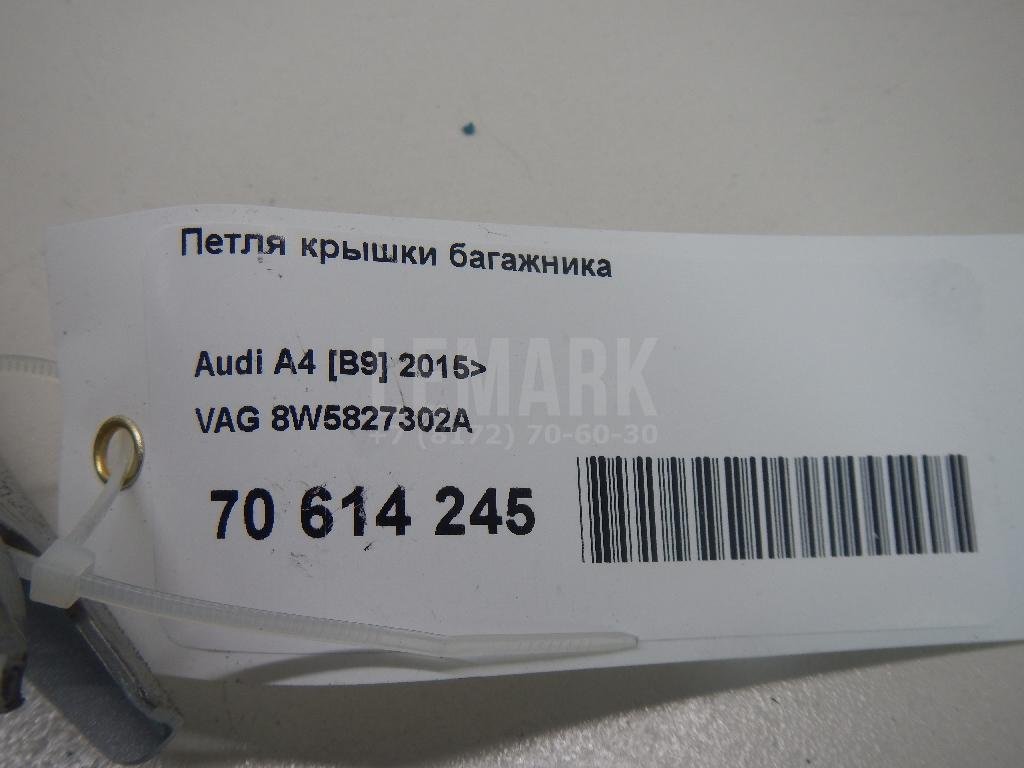 Петля крышки багажника
Audi A4 [B9] 2015>
LEMARK
VAG 8W5827302A
+7 (8172) 70-60-30
70 614 245